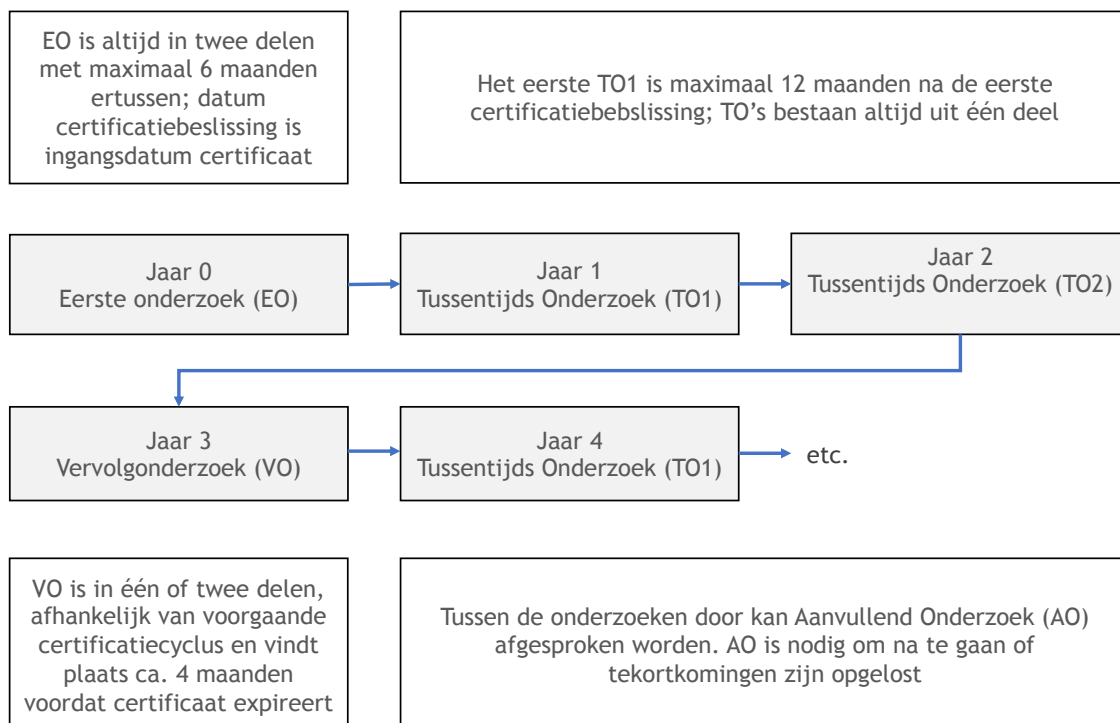 EO is altijd in twee delen
met maximaal 6 maanden
ertussen; datum
certificatiebeslissing is
ingangsdatum certificaat
Het eerste TO1 is maximaal 12 maanden na de eerste
certificatiebebslissing; TO’s bestaan altijd uit één deel
Jaar 0
Eerste onderzoek (EO)
Jaar 1
Tussentijds Onderzoek (TO1)
Jaar 2
Tussentijds Onderzoek (TO2)
Jaar 3
Vervolgonderzoek (VO)
Jaar 4
Tussentijds Onderzoek (TO1)
etc.
VO is in één of twee delen,
afhankelijk van voorgaande
certificatiecyclus en vindt
plaats ca. 4 maanden
voordat certificaat expireert
Tussen de onderzoeken door kan Aanvullend Onderzoek (AO)
afgesproken worden. AO is nodig om na te gaan of
tekortkomingen zijn opgelost